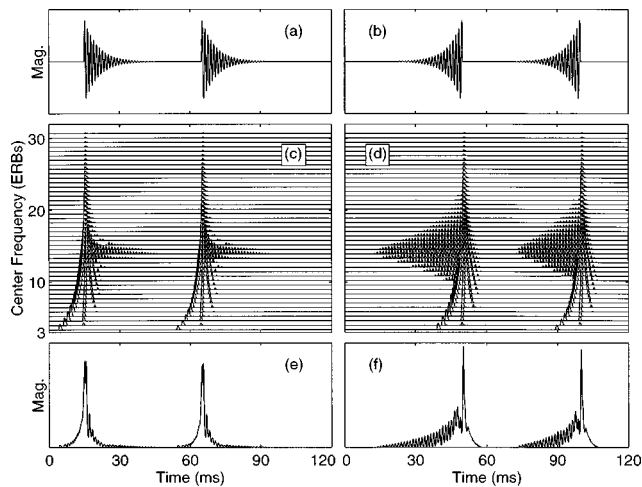 Mag.
(a)
(b)
Center Frequency (ERBs)
30
20
10
3
(c)
(d)
Mag.
(e)
(f)
0 30 60 90 120
0 30 60 90 120
Time (ms)
Time (ms)